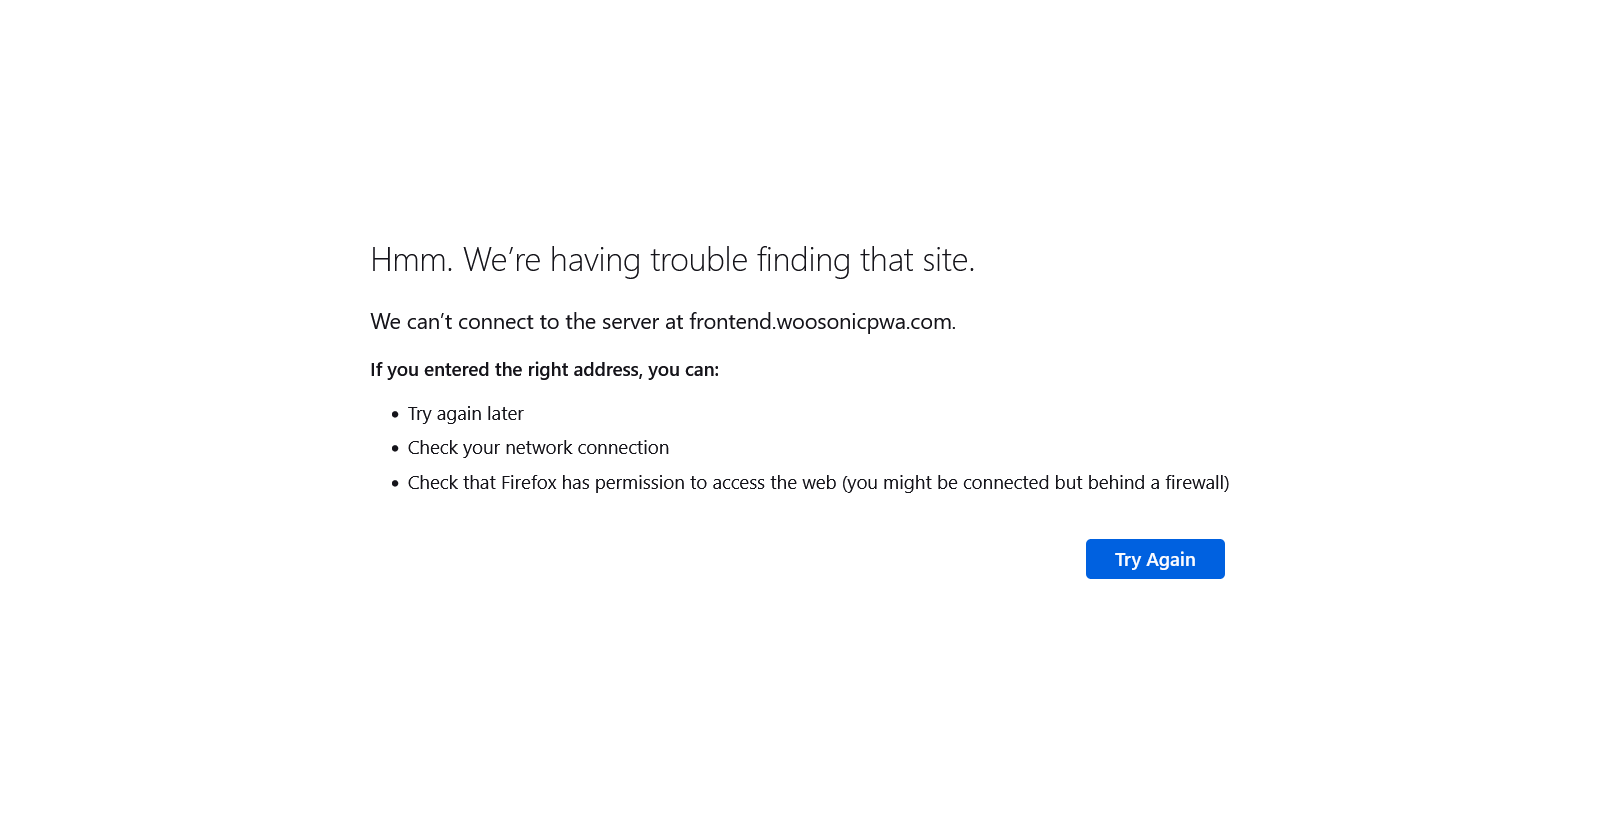 Hmm. We’re having trouble finding that site.
We can’t connect to the server at frontend.woosonicpwa.com.
If you entered the right address, you can:
• Try again later
• Check your network connection
• Check that Firefox has permission to access the web (you might be connected but behind a firewall)
Try Again